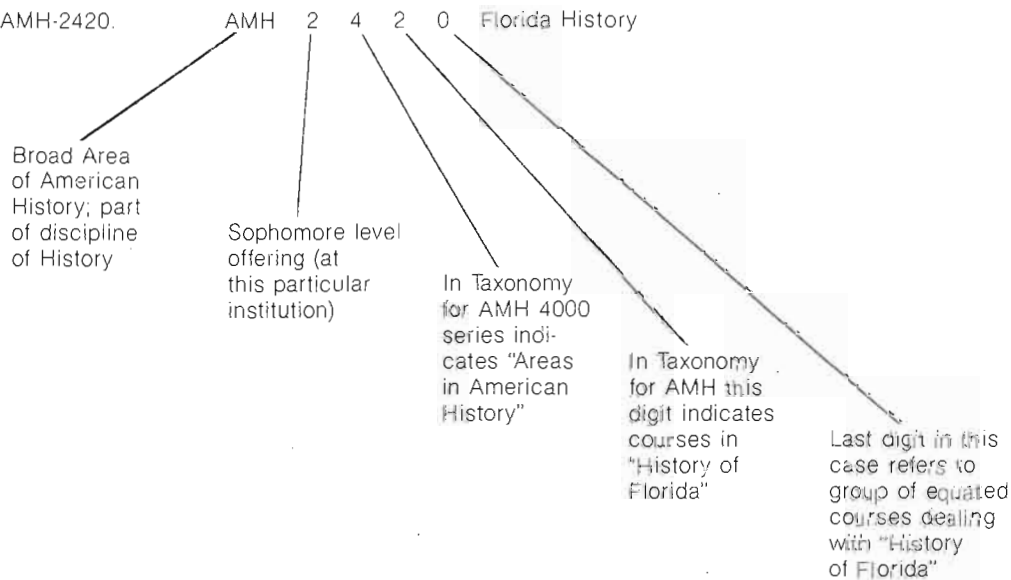 AMH-2420. AMH 2 4 2 0 Florida History
Broad Area
of American
History; part
of discipline
of History
Sophomore level
offering (at
this particular
institution)
In Taxonomy
for AMH 4000
series indi-
cates "Areas
in American
History"
In Taxonomy
for AMH this
digit indicates
courses in
"History of
Florida"
Last digit in this
case refers to
group of equated
courses dealing
with "History
of Florida"